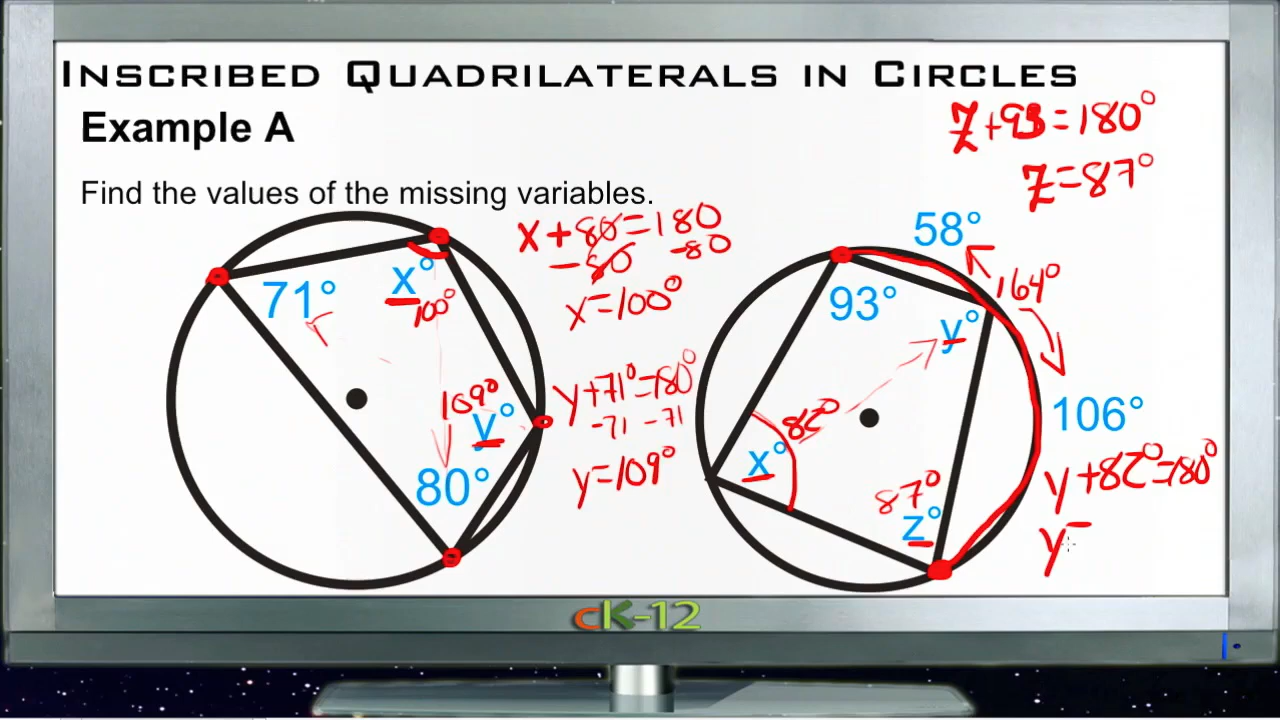 INSCRIBED QUADRILATERALS IN CIRCLES
Example A
Find the values of the missing variables.
z+93=180°
z=87°
71°
x°
100°
109°
y°
80°
x+80=180
-80 -80
x=100°
y+71°=180°
-71 -71
y=109°
58°
164°
93°
y°
106°
82°
x°
87°
z°
y+82°=180°
y=
cK-12